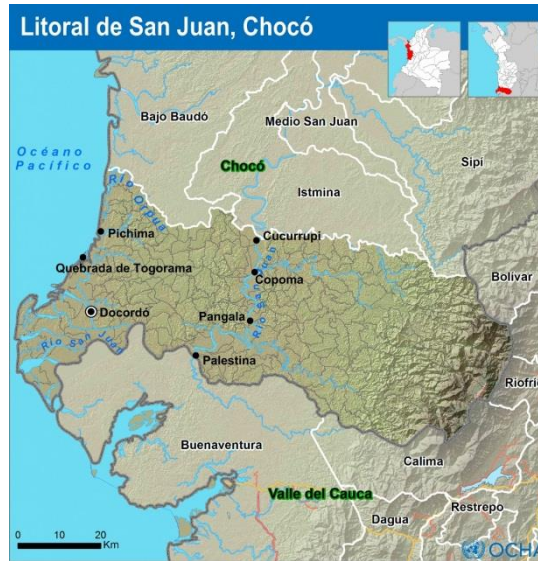 Litoral de San Juan, Chocó
Bajo Baudó
Medio San Juan
Océano
Pacífico
Sipí
Chocó
Río Orpua
Istmina
Pichima
Cucurrupi
Quebrada de Togorama
Copoma
Bolivar
Río San Juan
Docordó
Pangala
Río San Juan
Palestina
Riofrí
Buenaventura
Calima
Valle del Cauca
Restrepo
Dagua
0 10 20
Km
OCHA